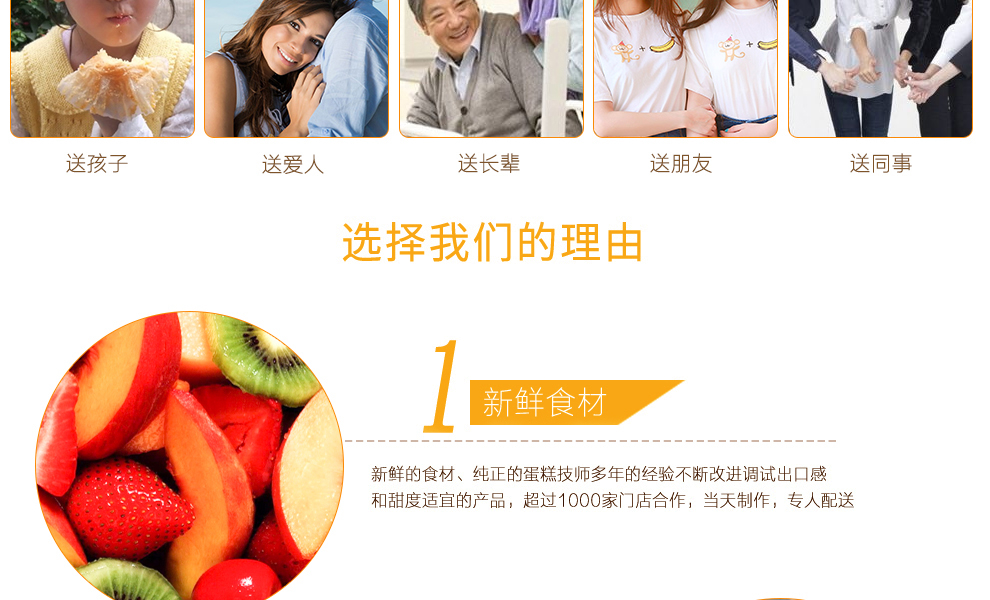 送孩子
送爱人
送长辈
送朋友
送同事
选择我们的理由
1
新鲜食材
新鲜的食材、纯正的蛋糕技师多年的经验不断改进调试出口感
和甜度适宜的产品，超过1000家门店合作，当天制作，专人配送